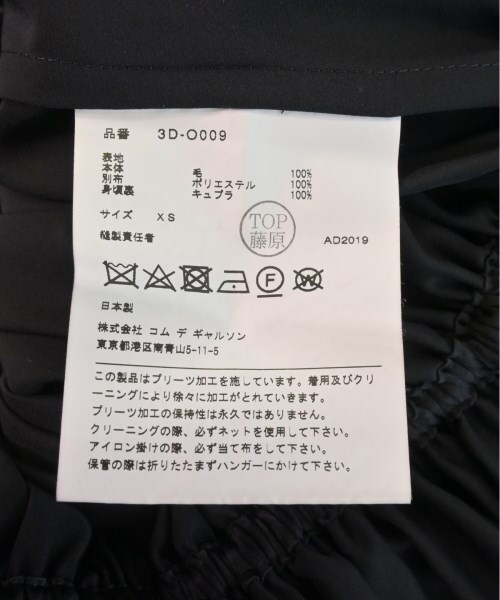 品番 3D-O009
表地
本体 毛 100%
別布 ポリエステル 100%
身頃裏 キュプラ 100%
サイズ XS
TOP
藤原
縫製責任者
AD2019
F
W
日本製
株式会社 コム デ ギャルソン
東京都港区南青山5-11-5
この製品はプリーツ加工を施しています。着用及びクリ
ーニングにより徐々に加工がとれていきます。
プリーツ加工の保持性は永久ではありません。
クリーニングの際、必ずネットを使用して下さい。
アイロン掛けの際、必ず当て布をして下さい。
保管の際は折りたたまずハンガーにかけて下さい。